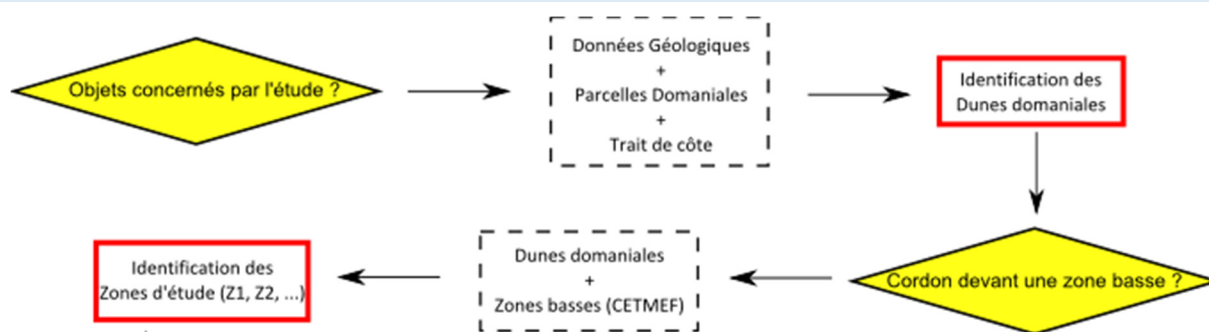 Objets concernés par l'étude ?
Données Géologiques
+
Parcelles Domaniales
+
Trait de côte
Identification des
Dunes domaniales
Cordon devant une zone basse ?
Dunes domaniales
+
Zones basses (CETMEF)
Identification des
Zones d'étude (Z1, Z2, ...)